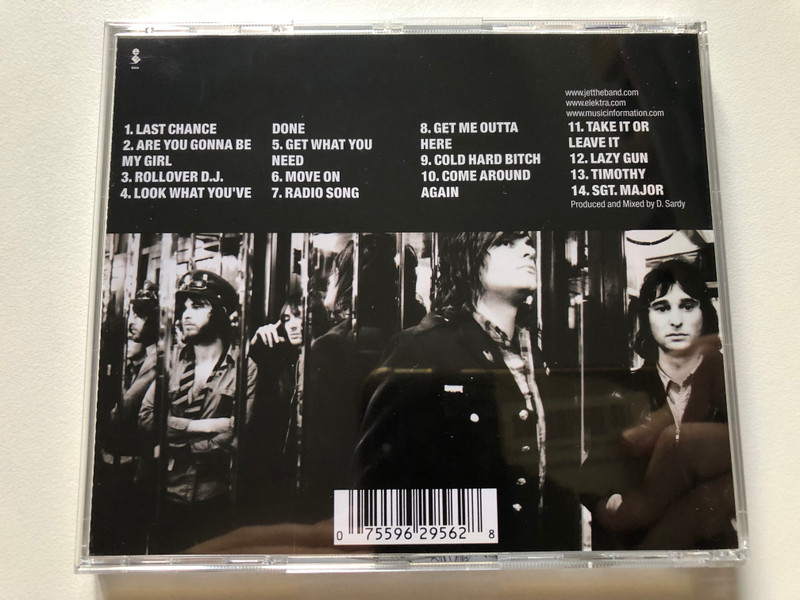 1. LAST CHANCE
2. ARE YOU GONNA BE
MY GIRL
3. ROLLOVER D.J.
4. LOOK WHAT YOU'VE
DONE
5. GET WHAT YOU
NEED
6. MOVE ON
7. RADIO SONG
8. GET ME OUTTA
HERE
9. COLD HARD BITCH
10. COME AROUND
AGAIN
www.jettheband.com
www.elektra.com
www.musicinformation.com
11. TAKE IT OR
LEAVE IT
12. LAZY GUN
13. TIMOTHY
14. SGT. MAJOR
Produced and Mixed by D. Sardy
0 75596 29562 8